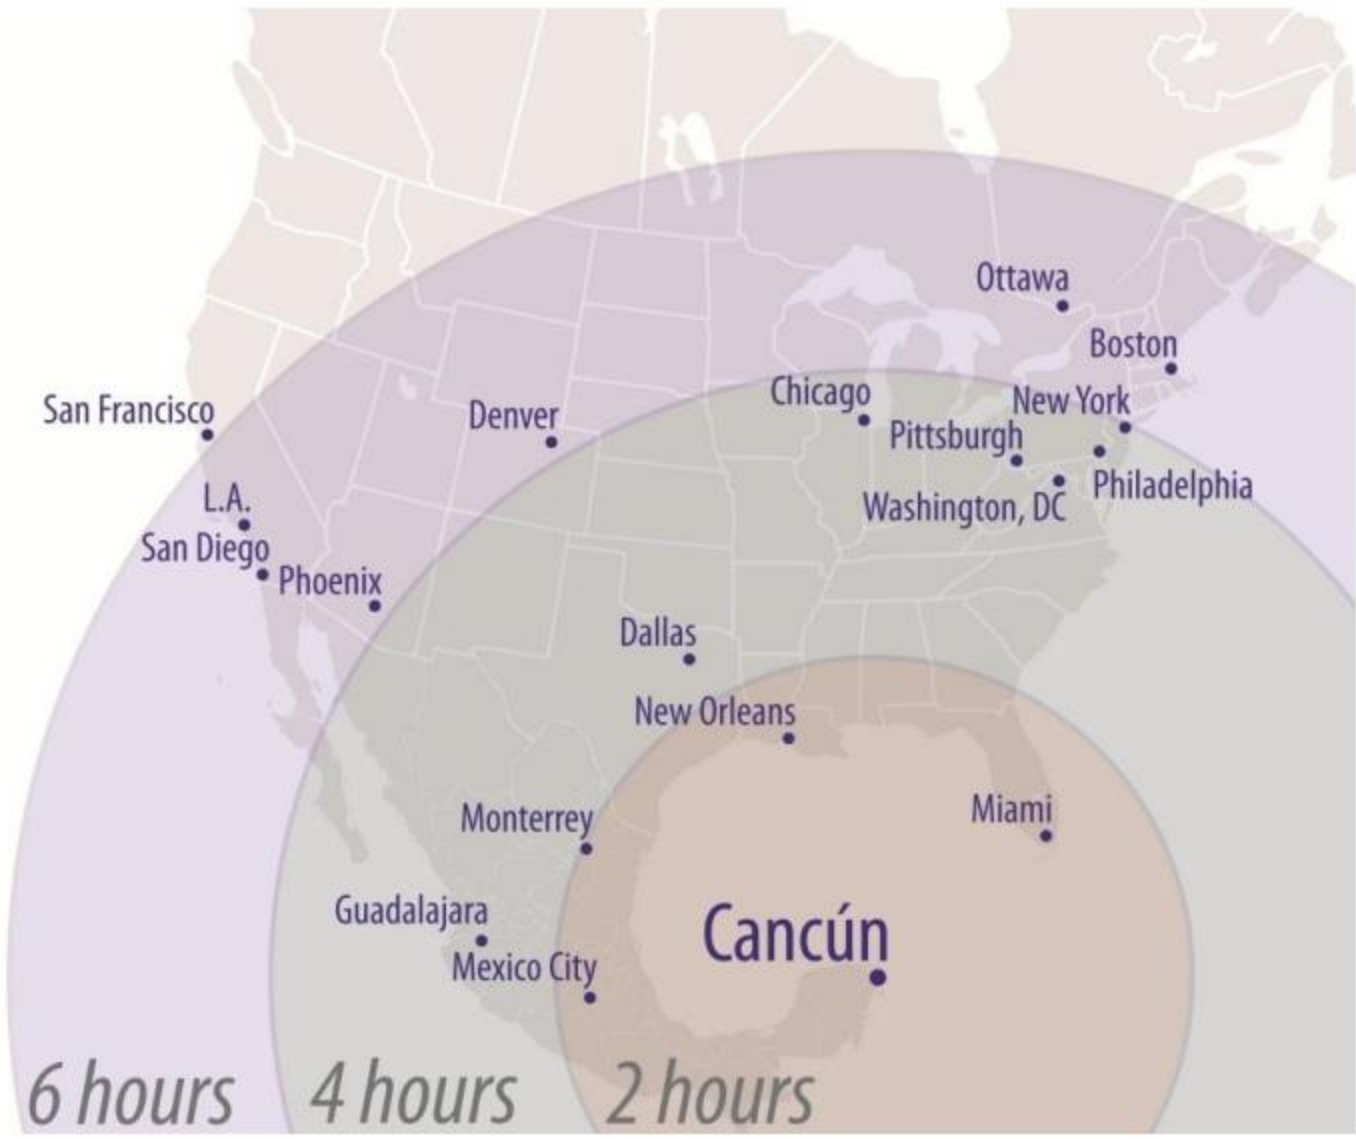 Ottawa
Boston
San Francisco
Denver
Chicago
New York
Pittsburgh
L.A.
Washington, DC
Philadelphia
San Diego
Phoenix
Dallas
New Orleans
Monterrey
Miami
Guadalajara
Cancún
Mexico City
6 hours
4 hours
2 hours